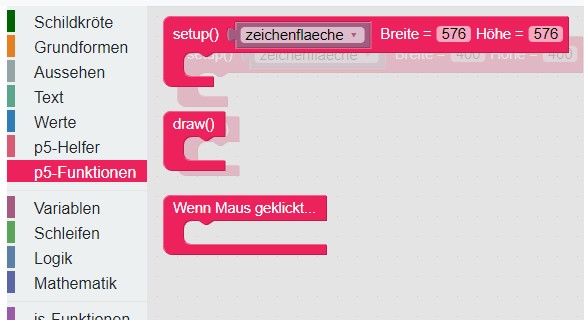 Schildkröte
Grundformen
Aussehen
Text
Werte
p5-Helfer
p5-Funktionen
Variablen
Schleifen
Logik
Mathematik
js-Funktionen
setup() zeichenflaeche Breite = 576 Höhe = 576
setup() zeichenflaeche Breite = 400 Höhe = 400
draw()
Wenn Maus geklickt...